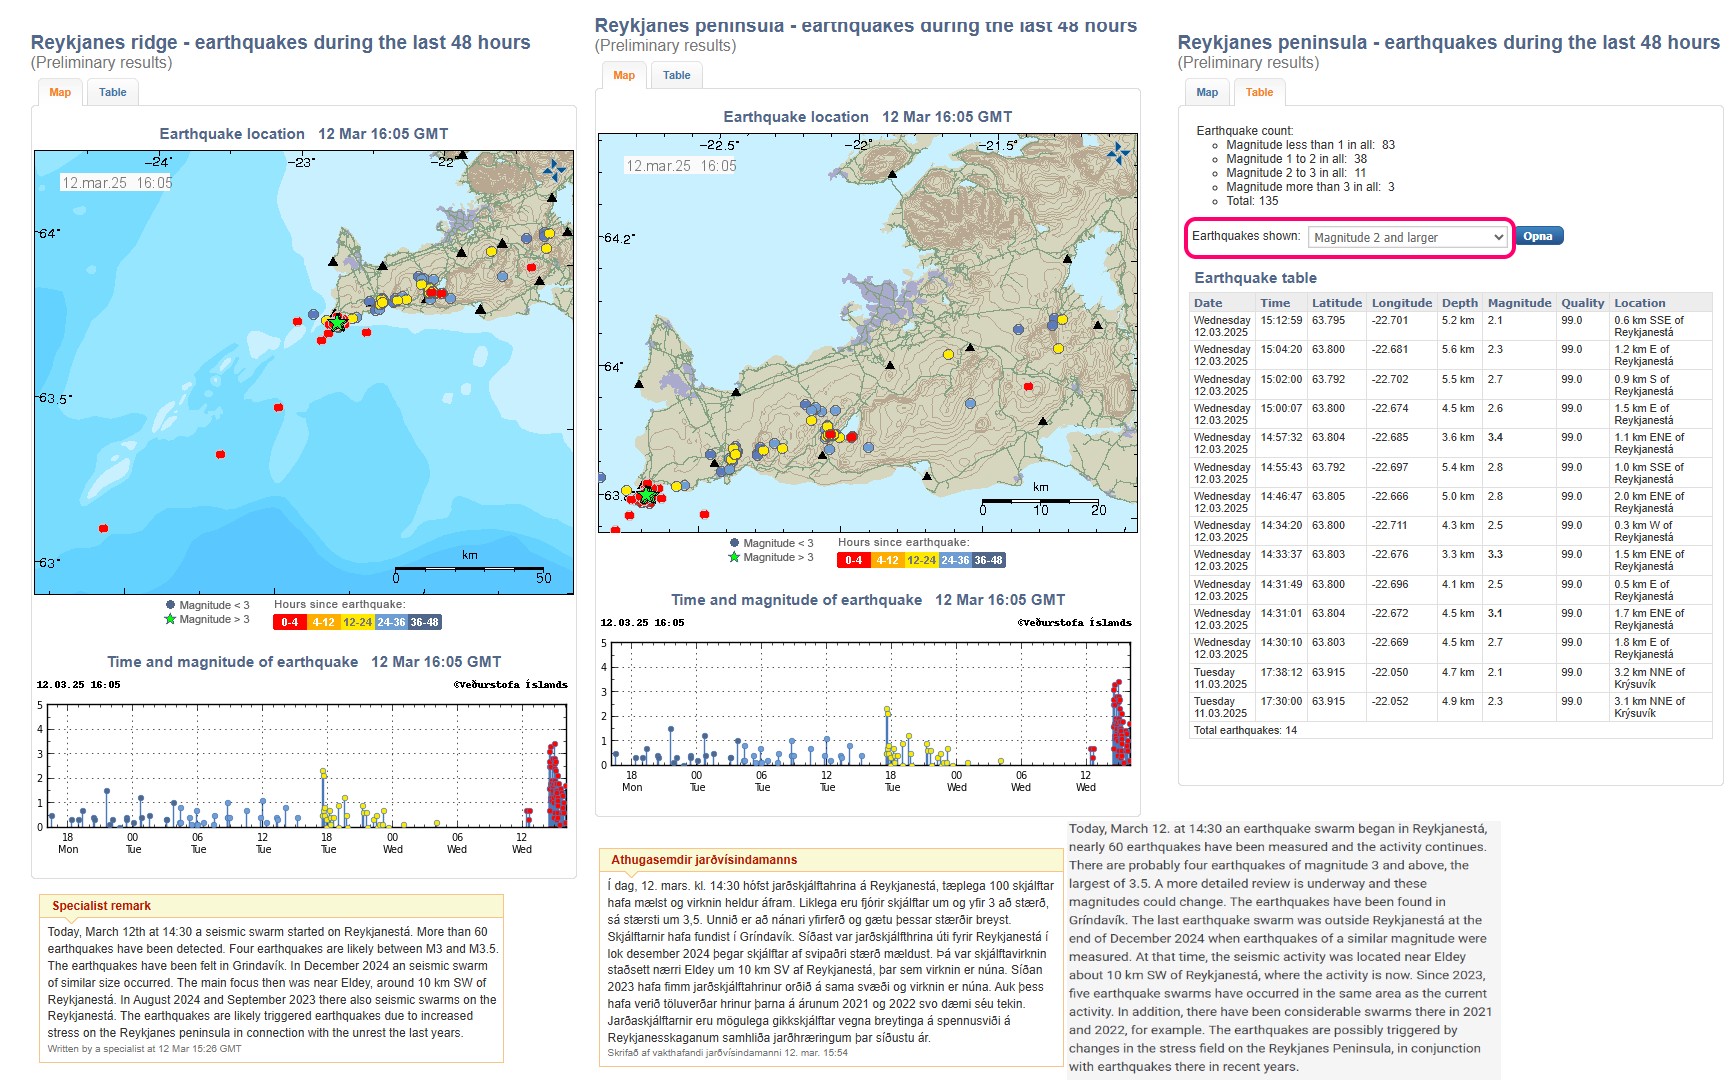 Reykjanes ridge - earthquakes during the last 48 hours
(Preliminary results)
Map
Table
Earthquake location 12 Mar 16:05 GMT
-24°
-23°
-22°
12.mar.25 16:05
64°
63.5°
63°
km
0
50
Magnitude < 3
Magnitude > 3
Hours since earthquake:
0-4 4-12 12-24 24-36 36-48
Time and magnitude of earthquake 12 Mar 16:05 GMT
12.03.25 16:05
©Veðurstofa Íslands
5
4
3
2
1
0
18 00 06 12 18 00 06 12
Mon Tue Tue Tue Tue Wed Wed Wed
Specialist remark
Today, March 12th at 14:30 a seismic swarm started on Reykjanestá. More than 60
earthquakes have been detected. Four earthquakes are likely between M3 and M3.5.
The earthquakes have been felt in Grindavík. In December 2024 an seismic swarm
of similar size occurred. The main focus then was near Eldey, around 10 km SW of
Reykjanestá. In August 2024 and September 2023 there also seismic swarms on the
Reykjanestá. The earthquakes are likely triggered earthquakes due to increased
stress on the Reykjanes peninsula in connection with the unrest the last years.
Written by a specialist at 12 Mar 15:26 GMT
Reykjanes peninsula - earthquakes during the last 48 hours
(Preliminary results)
Map
Table
Earthquake location 12 Mar 16:05 GMT
-22.5°
-22°
-21.5°
12.mar.25 16:05
64.2°
64°
63.
km
0
10
20
Magnitude < 3
Magnitude > 3
Hours since earthquake:
0-4 4-12 12-24 24-36 36-48
Time and magnitude of earthquake 12 Mar 16:05 GMT
12.03.25 16:05
©Veðurstofa Íslands
5
4
3
2
1
0
18 00 06 12 18 00 06 12
Mon Tue Tue Tue Tue Wed Wed Wed
Athugasemdir jarðvísindamanns
Í dag, 12. mars. kl. 14:30 hófst jarðskjálftahrina á Reykjanestá, tæplega 100 skjálftar
hafa mælst og virknin heldur áfram. Liklega eru fjórir skjálftar um og yfir 3 að stærð,
sá stærsti um 3,5. Unnið er að nánari yfirferð og gætu þessar stærðir breyst.
Skjálftarnir hafa fundist í Gríndavík. Síðast var jarðskjálfthrina úti fyrir Reykjanestá í
lok desember 2024 þegar skjálftar af svipaðri stærð mældust. Þá var skjálftavirknin
staðsett nærri Eldey um 10 km SV af Reykjanestá, þar sem virknin er núna. Síðan
2023 hafa fimm jarðskjálftahrinur orðið á sama svæði og virknin er núna. Auk þess
hafa verið töluverðar hrinur þarna á árunum 2021 og 2022 svo dæmi séu tekin.
Jarðaskjálftarnir eru mögulega gikkskjálftar vegna breytinga á spennusviði á
Reykjanesskaganum samhliða jarðhræringum þar síðustu ár.
Skrifað af vakthafandi jarðvísindamanni 12. mar. 15:54
Reykjanes peninsula - earthquakes during the last 48 hours
(Preliminary results)
Map
Table
Earthquake count:
Magnitude less than 1 in all: 83
Magnitude 1 to 2 in all: 38
Magnitude 2 to 3 in all: 11
Magnitude more than 3 in all: 3
Total: 135
Earthquakes shown: Magnitude 2 and larger Opna
Earthquake table
Date Time Latitude Longitude Depth Magnitude Quality Location
Wednesday 12.03.2025 15:12:59 63.795 -22.701 5.2 km 2.1 99.0 0.6 km SSE of Reykjanestá
Wednesday 12.03.2025 15:04:20 63.800 -22.681 5.6 km 2.3 99.0 1.2 km E of Reykjanestá
Wednesday 12.03.2025 15:02:00 63.792 -22.702 5.5 km 2.7 99.0 0.9 km S of Reykjanestá
Wednesday 12.03.2025 15:00:07 63.800 -22.674 4.5 km 2.6 99.0 1.5 km E of Reykjanestá
Wednesday 12.03.2025 14:57:32 63.804 -22.685 3.6 km 3.4 99.0 1.1 km ENE of Reykjanestá
Wednesday 12.03.2025 14:55:43 63.792 -22.697 5.4 km 2.8 99.0 1.0 km SSE of Reykjanestá
Wednesday 12.03.2025 14:46:47 63.805 -22.666 5.0 km 2.8 99.0 2.0 km ENE of Reykjanestá
Wednesday 12.03.2025 14:34:20 63.800 -22.711 4.3 km 2.5 99.0 0.3 km W of Reykjanestá
Wednesday 12.03.2025 14:33:37 63.803 -22.676 3.3 km 3.3 99.0 1.5 km ENE of Reykjanestá
Wednesday 12.03.2025 14:31:49 63.800 -22.696 4.1 km 2.5 99.0 0.5 km E of Reykjanestá
Wednesday 12.03.2025 14:31:01 63.804 -22.672 4.5 km 3.1 99.0 1.7 km ENE of Reykjanestá
Wednesday 12.03.2025 14:30:10 63.803 -22.669 4.5 km 2.7 99.0 1.8 km E of Reykjanestá
Tuesday 11.03.2025 17:38:12 63.915 -22.050 4.7 km 2.1 99.0 3.2 km NNE of Krýsuvík
Tuesday 11.03.2025 17:30:00 63.915 -22.052 4.9 km 2.3 99.0 3.1 km NNE of Krýsuvík
Total earthquakes: 14
Today, March 12. at 14:30 an earthquake swarm began in Reykjanestá,
nearly 60 earthquakes have been measured and the activity continues.
There are probably four earthquakes of magnitude 3 and above, the
largest of 3.5. A more detailed review is underway and these
magnitudes could change. The earthquakes have been found in
Gríndavík. The last earthquake swarm was outside Reykjanestá at the
end of December 2024 when earthquakes of a similar magnitude were
measured. At that time, the seismic activity was located near Eldey
about 10 km SW of Reykjanestá, where the activity is now. Since 2023,
five earthquake swarms have occurred in the same area as the current
activity. In addition, there have been considerable swarms there in 2021
and 2022, for example. The earthquakes are possibly triggered by
changes in the stress field on the Reykjanes Peninsula, in conjunction
with earthquakes there in recent years.